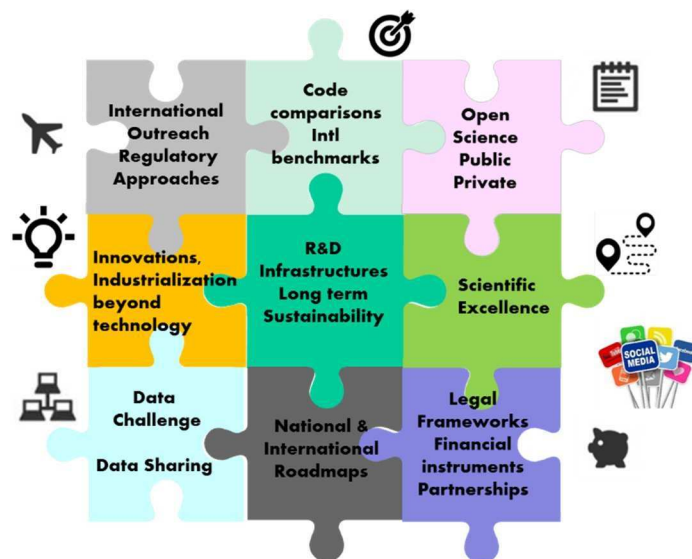 International
Outreach
Regulatory
Approaches
Code
comparisons
Intl
benchmarks
Open
Science
Public
Private
Innovations,
Industrialization
beyond
technology
R&D
Infrastructures
Long term
Sustainability
Scientific
Excellence
SOCIAL
MEDIA
Data
Challenge
Data Sharing
National &
International
Roadmaps
Legal
Frameworks
Financial
instruments
Partnerships